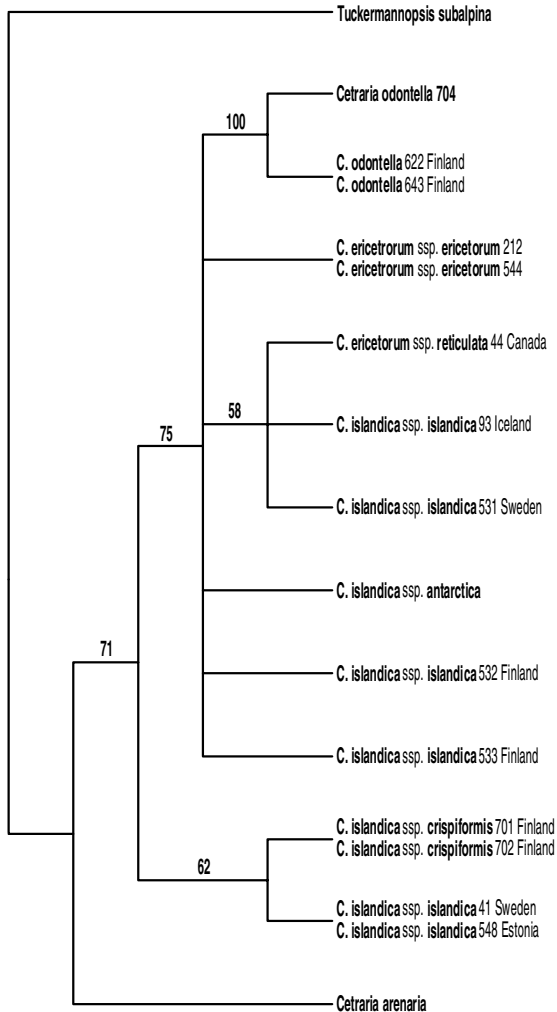 Tuckermannopsis subalpina
Cetraria odontella 704
100
C. odontella 622 Finland
C. odontella 643 Finland
C. ericetrorum ssp. ericetorum 212
C. ericetrorum ssp. ericetorum 544
C. ericetorum ssp. reticulata 44 Canada
58
C. islandica ssp. islandica 93 Iceland
75
C. islandica ssp. islandica 531 Sweden
C. islandica ssp. antarctica
71
C. islandica ssp. islandica 532 Finland
C. islandica ssp. islandica 533 Finland
C. islandica ssp. crispiformis 701 Finland
C. islandica ssp. crispiformis 702 Finland
62
C. islandica ssp. islandica 41 Sweden
C. islandica ssp. islandica 548 Estonia
Cetraria arenaria